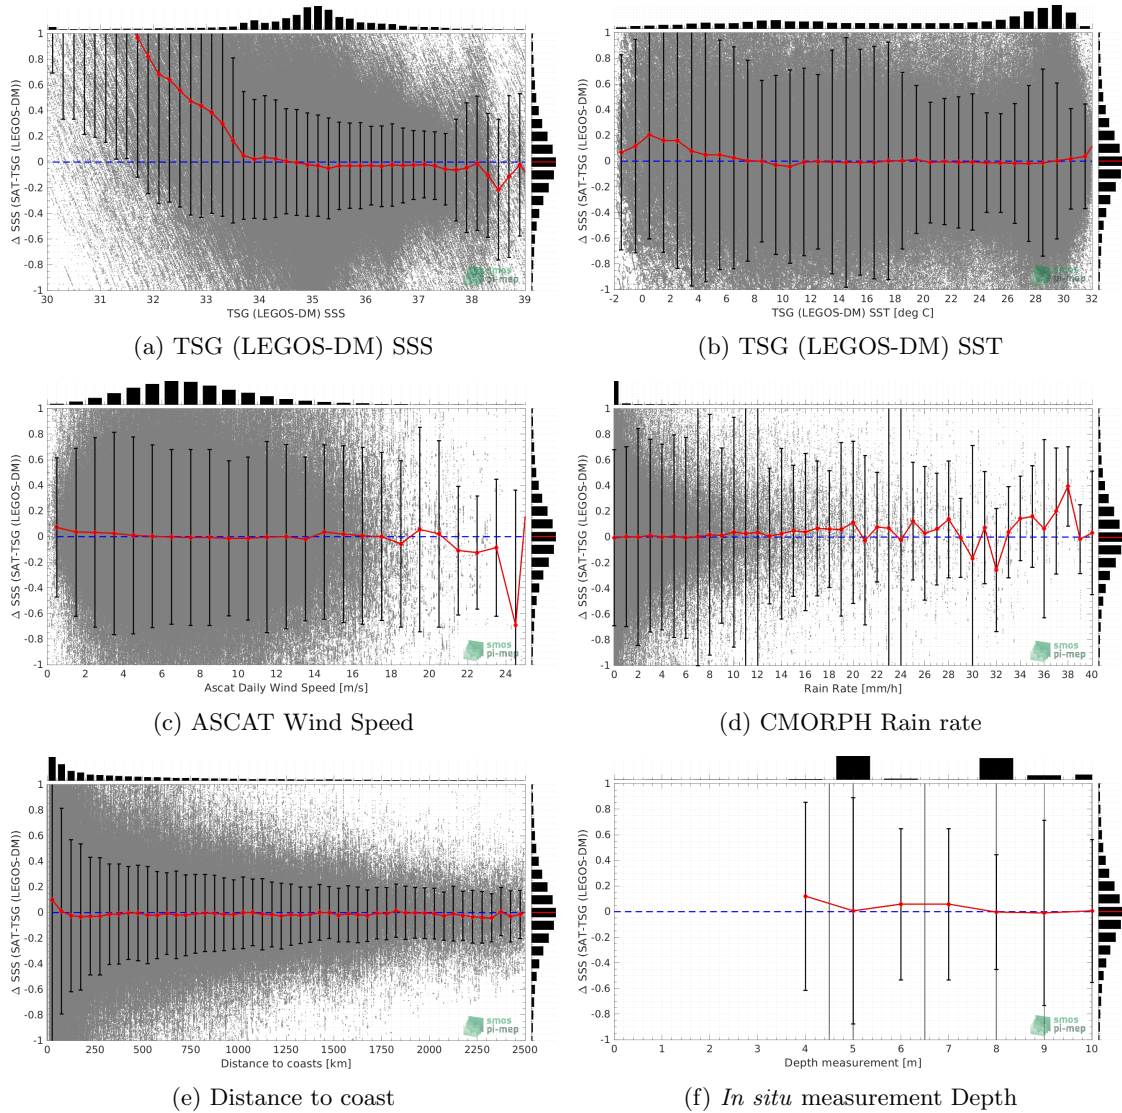 1
0.8
0.6
0.4
0.2
0
-0.2
-0.4
-0.6
-0.8
-1
Δ SSS (SAT-TSG (LEGOS-DM))
30 31 32 33 34 35 36 37 38 39
TSG (LEGOS-DM) SSS
smos
pi-mep
(a) TSG (LEGOS-DM) SSS
1
0.8
0.6
0.4
0.2
0
-0.2
-0.4
-0.6
-0.8
-1
Δ SSS (SAT-TSG (LEGOS-DM))
-2 0 2 4 6 8 10 12 14 16 18 20 22 24 26 28 30 32
TSG (LEGOS-DM) SST [deg C]
smos
pi-mep
(b) TSG (LEGOS-DM) SST
1
0.8
0.6
0.4
0.2
0
-0.2
-0.4
-0.6
-0.8
-1
Δ SSS (SAT-TSG (LEGOS-DM))
0 2 4 6 8 10 12 14 16 18 20 22 24
Ascat Daily Wind Speed [m/s]
smos
pi-mep
(c) ASCAT Wind Speed
1
0.8
0.6
0.4
0.2
0
-0.2
-0.4
-0.6
-0.8
-1
Δ SSS (SAT-TSG (LEGOS-DM))
0 2 4 6 8 10 12 14 16 18 20 22 24 26 28 30 32 34 36 38 40
Rain Rate [mm/h]
smos
pi-mep
(d) CMORPH Rain rate
1
0.8
0.6
0.4
0.2
0
-0.2
-0.4
-0.6
-0.8
-1
Δ SSS (SAT-TSG (LEGOS-DM))
0 250 500 750 1000 1250 1500 1750 2000 2250 2500
Distance to coasts [km]
smos
pi-mep
(e) Distance to coast
1
0.8
0.6
0.4
0.2
0
-0.2
-0.4
-0.6
-0.8
-1
Δ SSS (SAT-TSG (LEGOS-DM))
0 1 2 3 4 5 6 7 8 9 10
Depth measurement [m]
smos
pi-mep
(f) In situ measurement Depth